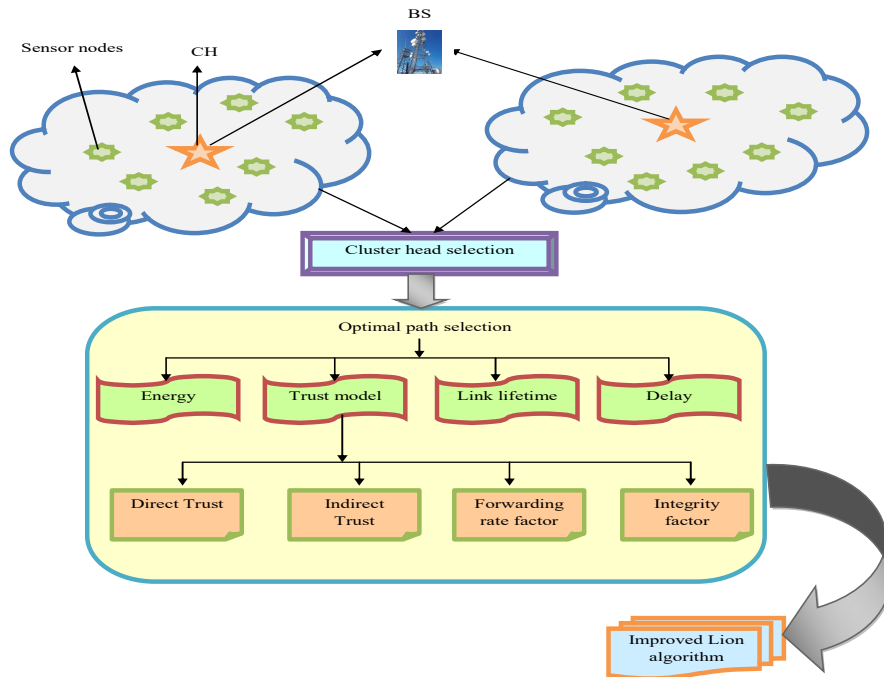 BS
Sensor nodes
CH
Cluster head selection
Optimal path selection
Energy
Trust model
Link lifetime
Delay
Direct Trust
Indirect
Trust
Forwarding
rate factor
Integrity
factor
Improved Lion
algorithm